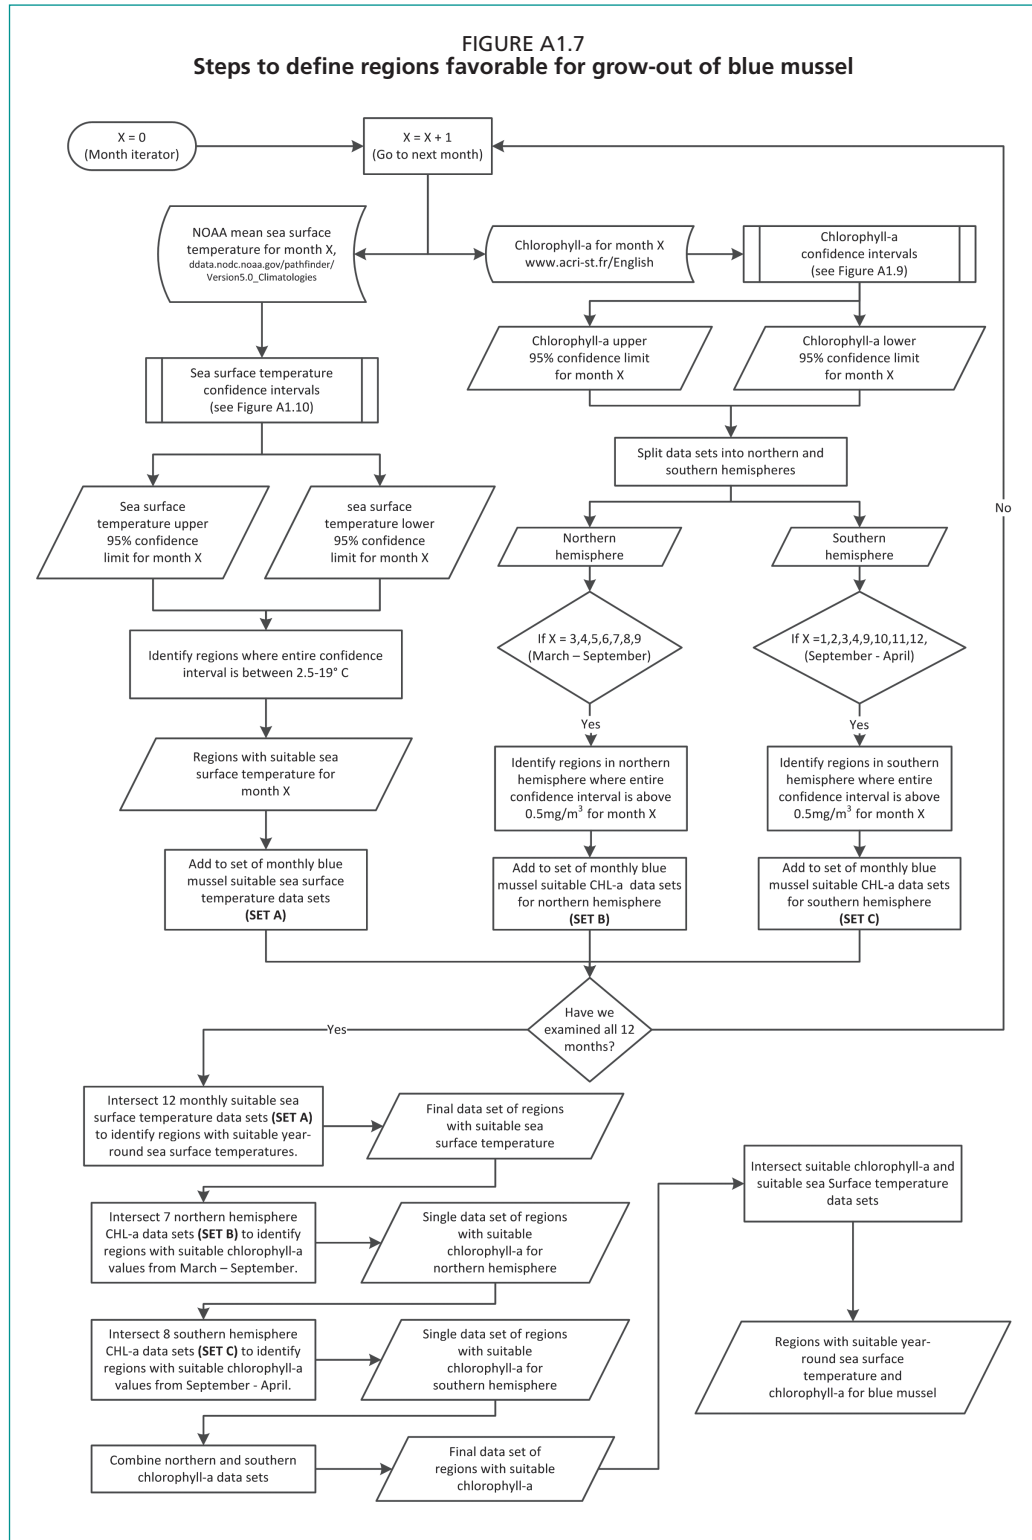 FIGURE A1.7
Steps to define regions favorable for grow-out of blue mussel
X = 0
(Month iterator)
X = X + 1
(Go to next month)
NOAA mean sea surface
temperature for month X,
ddata.nodc.noaa.gov/pathfinder/
Version5.0_Climatologies
Chlorophyll-a for month X
www.acri-st.fr/English
Chlorophyll-a
confidence intervals
(see Figure A1.9)
Chlorophyll-a upper
95% confidence limit
for month X
Chlorophyll-a lower
95% confidence limit
for month X
Sea surface temperature
confidence intervals
(see Figure A1.10)
Split data sets into northern and
southern hemispheres
Sea surface
temperature upper
95% confidence
limit for month X
sea surface
temperature lower
95% confidence
limit for month X
No
Northern
hemisphere
Southern
hemisphere
Identify regions where entire confidence
interval is between 2.5-19° C
If X = 3,4,5,6,7,8,9
(March – September)
If X =1,2,3,4,9,10,11,12,
(September - April)
Yes
Yes
Regions with suitable sea
surface temperature for
month X
Identify regions in northern
hemisphere where entire
confidence interval is above
0.5mg/m³ for month X
Identify regions in southern
hemisphere where entire
confidence interval is above
0.5mg/m³ for month X
Add to set of monthly blue
mussel suitable sea surface
temperature data sets
(SET A)
Add to set of monthly blue
mussel suitable CHL-a data sets
for northern hemisphere
(SET B)
Add to set of monthly blue
mussel suitable CHL-a data sets
for southern hemisphere
(SET C)
Have we
examined all 12
months?
Yes
Intersect 12 monthly suitable sea
surface temperature data sets (SET A)
to identify regions with suitable year-
round sea surface temperatures.
Final data set of regions
with suitable sea
surface temperature
Intersect suitable chlorophyll-a and
suitable sea Surface temperature
data sets
Intersect 7 northern hemisphere
CHL-a data sets (SET B) to identify
regions with suitable chlorophyll-a
values from March – September.
Single data set of regions
with suitable
chlorophyll-a for
northern hemisphere
Intersect 8 southern hemisphere
CHL-a data sets (SET C) to identify
regions with suitable chlorophyll-a
values from September - April.
Single data set of regions
with suitable
chlorophyll-a for
southern hemisphere
Regions with suitable year-
round sea surface
temperature and
chlorophyll-a for blue mussel
Combine northern and southern
chlorophyll-a data sets
Final data set of
regions with suitable
chlorophyll-a